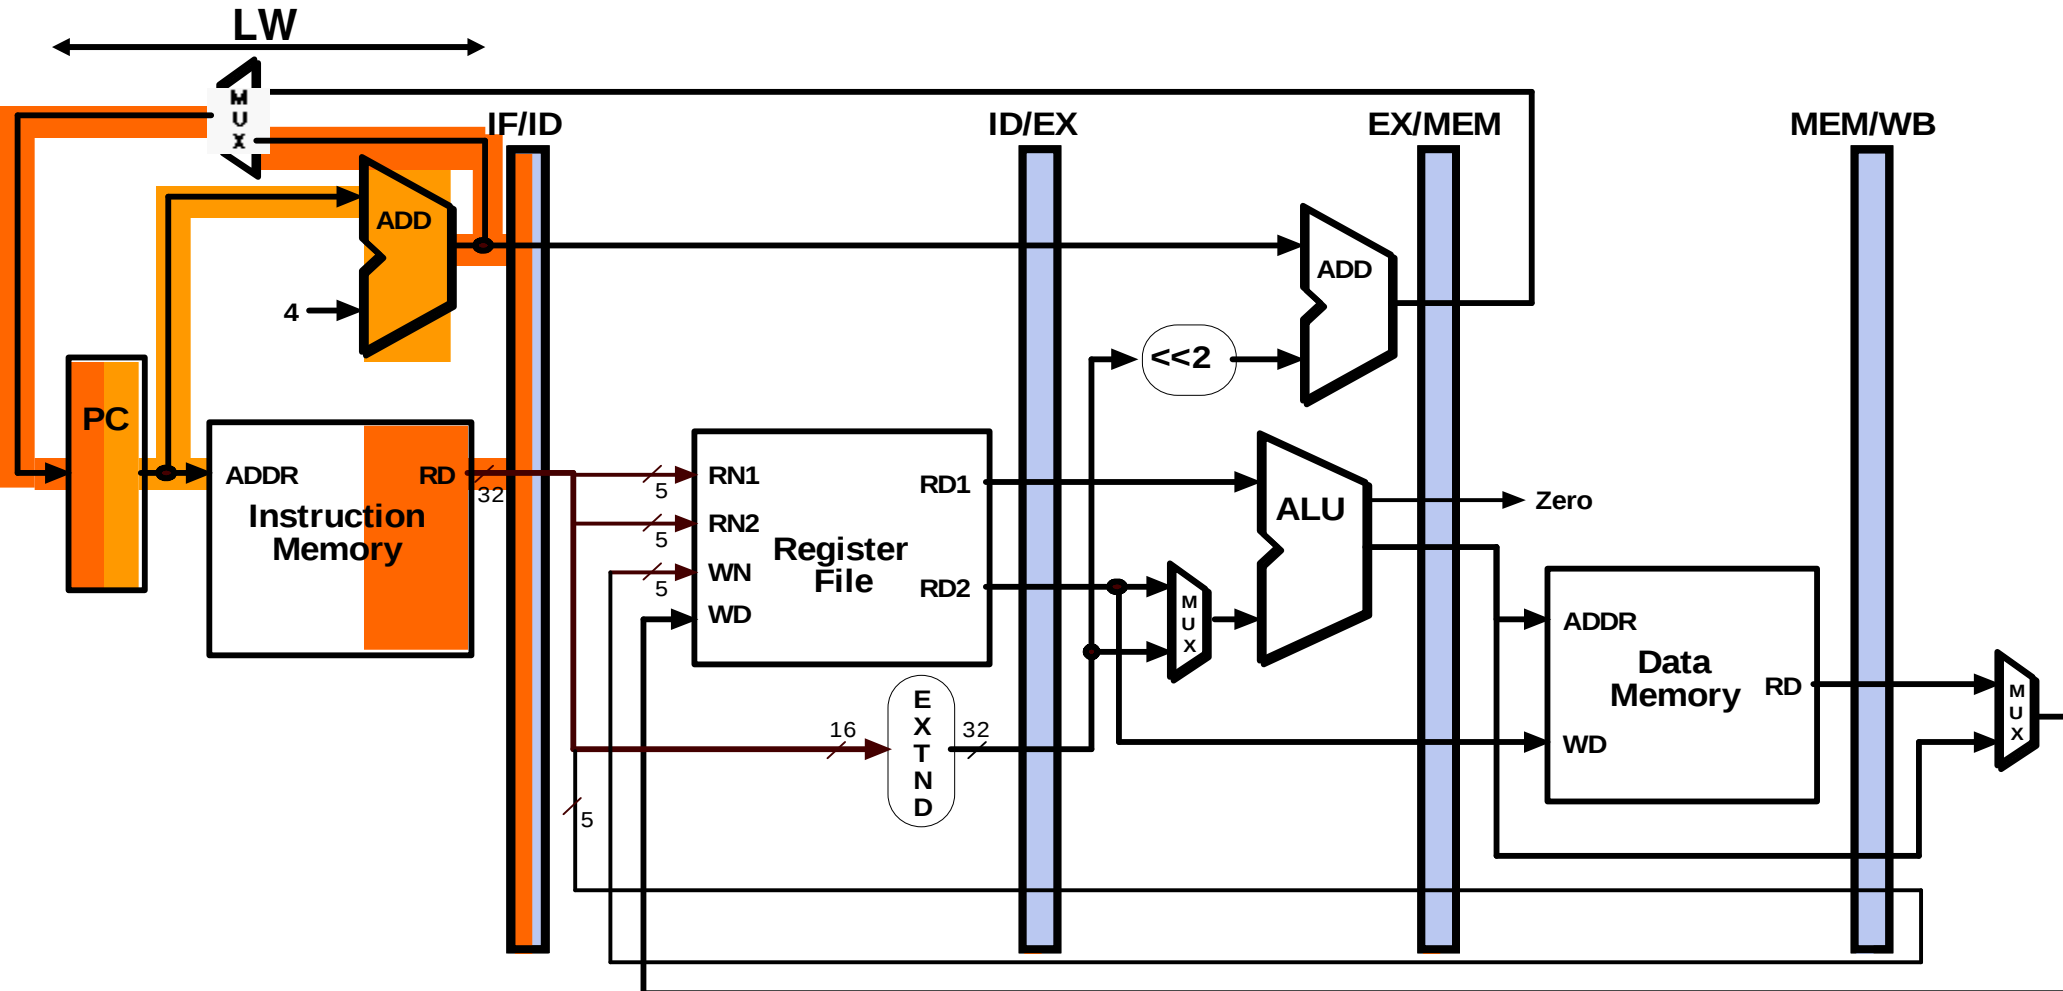 LW
M
U
X
IF/ID
ID/EX
EX/MEM
MEM/WB
ADD
4
ADD
<<2
PC
ADDR
RD
32
Instruction
Memory
5
RN1
5
RN2
5
WN
WD
Register
File
RD1
RD2
ALU
Zero
M
U
X
ADDR
Data
Memory
RD
WD
M
U
X
16
E
X
T
N
D
32
5